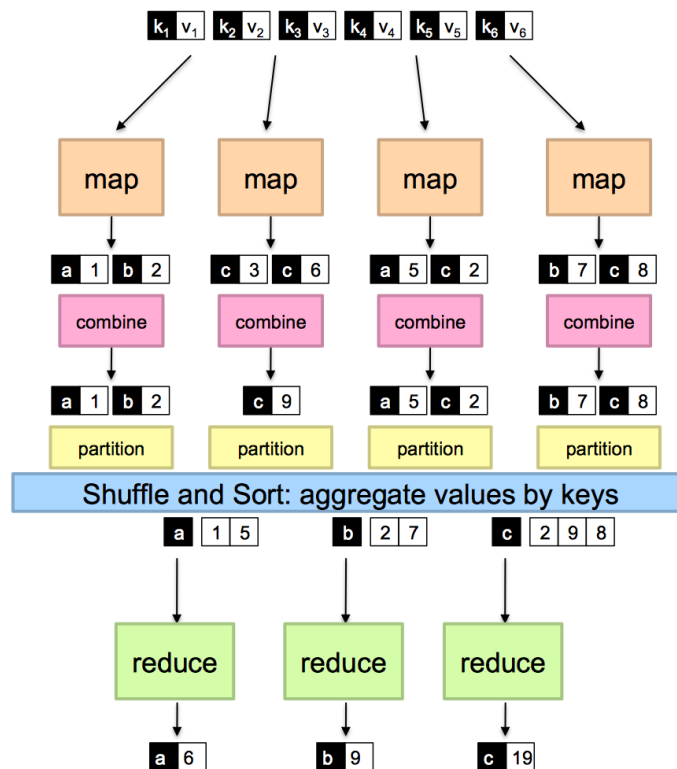 k₁ v₁ k₂ v₂ k₃ v₃ k₄ v₄ k₅ v₅ k₆ v₆
map map map map
a 1 b 2 c 3 c 6 a 5 c 2 b 7 c 8
combine combine combine combine
a 1 b 2 c 9 a 5 c 2 b 7 c 8
partition partition partition partition
Shuffle and Sort: aggregate values by keys
a 1 5 b 2 7 c 2 9 8
reduce reduce reduce
a 6 b 9 c 19